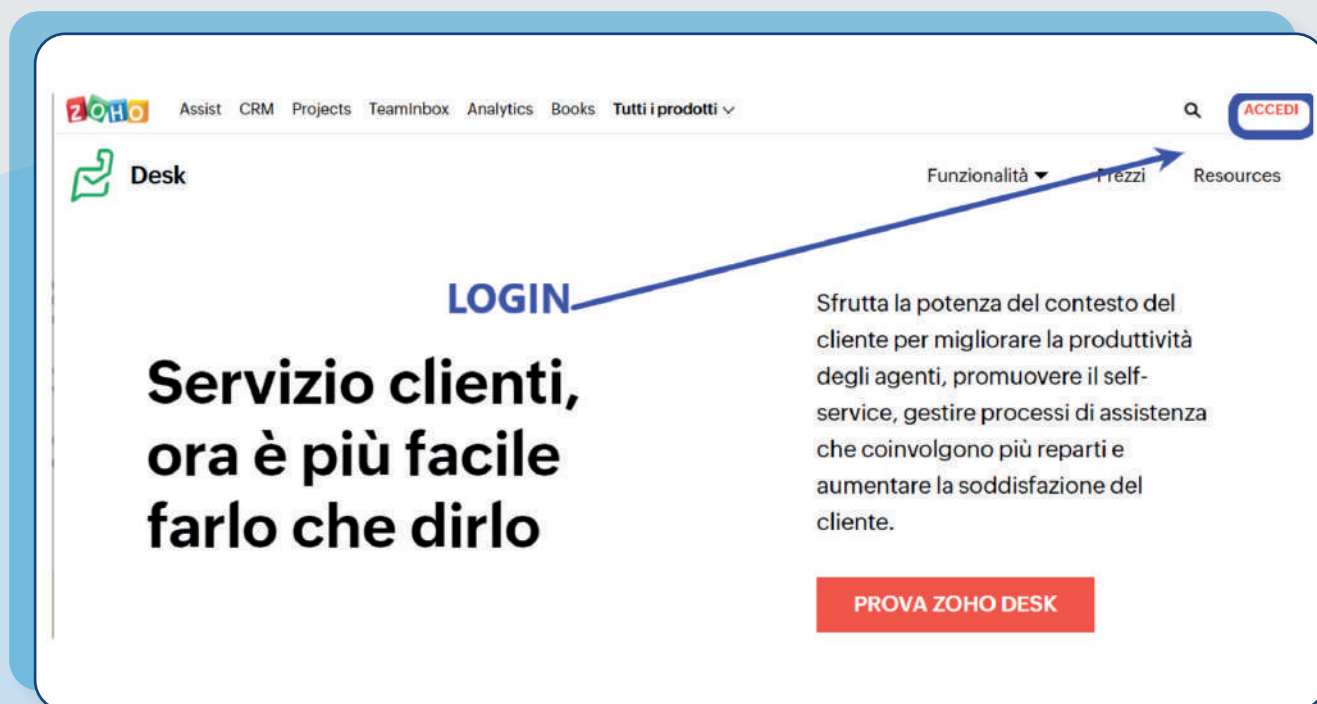 ZOHO Assist CRM Projects TeamInbox Analytics Books Tutti i prodotti ACCEDI
Desk Funzionalità Prezzi Resources
LOGIN
Servizio clienti,
ora è più facile
farlo che dirlo
Sfrutta la potenza del contesto del
cliente per migliorare la produttività
degli agenti, promuovere il self-
service, gestire processi di assistenza
che coinvolgono più reparti e
aumentare la soddisfazione del
cliente.
PROVA ZOHO DESK